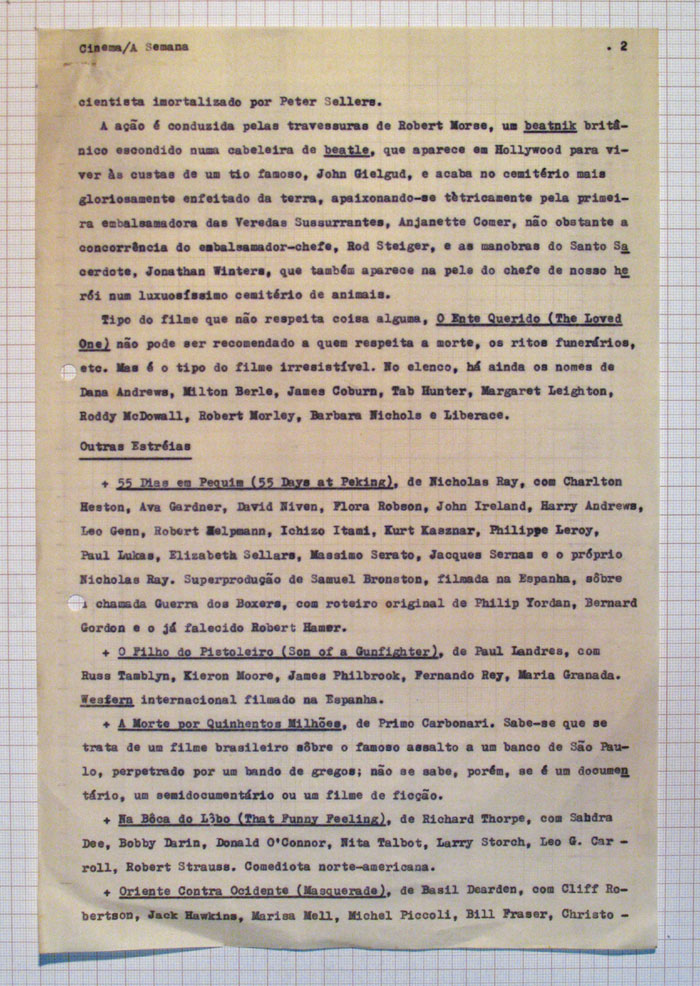 Cinema/A Semana . 2
cientista imortalizado por Peter Sellers.
A ação é conduzida pelas travessuras de Robert Morse, um beatnik britâ-
nico escondido numa cabeleira de beatle, que aparece em Hollywood para vi-
ver às custas de um tio famoso, John Gielgud, e acaba no cemitério mais
gloriosamente enfeitado da terra, apaixonando-se tètricamente pela primei-
ra embalsamadora das Veredas Sussurrantes, Anjanette Comer, não obstante a
concorrência do embalsamador-chefe, Rod Steiger, e as manobras do Santo Sa
cerdote, Jonathan Winters, que também aparece na pele do chefe de nosso he
rói num luxuosíssimo cemitério de animais.
Tipo do filme que não respeita coisa alguma, O Ente Querido (The Loved
One) não pode ser recomendado a quem respeita a morte, os ritos funerários,
etc. Mas é o tipo do filme irresistível. No elenco, há ainda os nomes de
Dana Andrews, Milton Berle, James Coburn, Tab Hunter, Margaret Leighton,
Roddy McDowall, Robert Morley, Barbara Nichols e Liberace.
Outras Estréias
+ 55 Dias em Pequim (55 Days at Peking), de Nicholas Ray, com Charlton
Heston, Ava Gardner, David Niven, Flora Robson, John Ireland, Harry Andrews,
Leo Genn, Robert Helpmann, Ichizo Itami, Kurt Kasznar, Philippe Leroy,
Paul Lukas, Elizabeth Sellars, Massimo Serato, Jacques Sernas e o próprio
Nicholas Ray. Superprodução de Samuel Bronston, filmada na Espanha, sôbre
a chamada Guerra dos Boxers, com roteiro original de Philip Yordan, Bernard
Gordon e o já falecido Robert Hamer.
+ O Filho do Pistoleiro (Son of a Gunfighter), de Paul Landres, com
Russ Tamblyn, Kieron Moore, James Philbrook, Fernando Rey, Maria Granada.
Western internacional filmado na Espanha.
+ A Morte por Quinhentos Milhões, de Primo Carbonari. Sabe-se que se
trata de um filme brasileiro sôbre o famoso assalto a um banco de São Pau-
lo, perpetrado por um bando de gregos; não se sabe, porém, se é um documen
tário, um semidocumentário ou um filme de ficção.
+ Na Bôca do Lôbo (That Funny Feeling), de Richard Thorpe, com Sandra
Dee, Bobby Darin, Donald O'Connor, Nita Talbot, Larry Storch, Leo G. Car -
roll, Robert Strauss. Comediota norte-americana.
+ Oriente Contra Ocidente (Masquerade), de Basil Dearden, com Cliff Ro-
bertson, Jack Hawkins, Marisa Mell, Michel Piccoli, Bill Fraser, Christo -